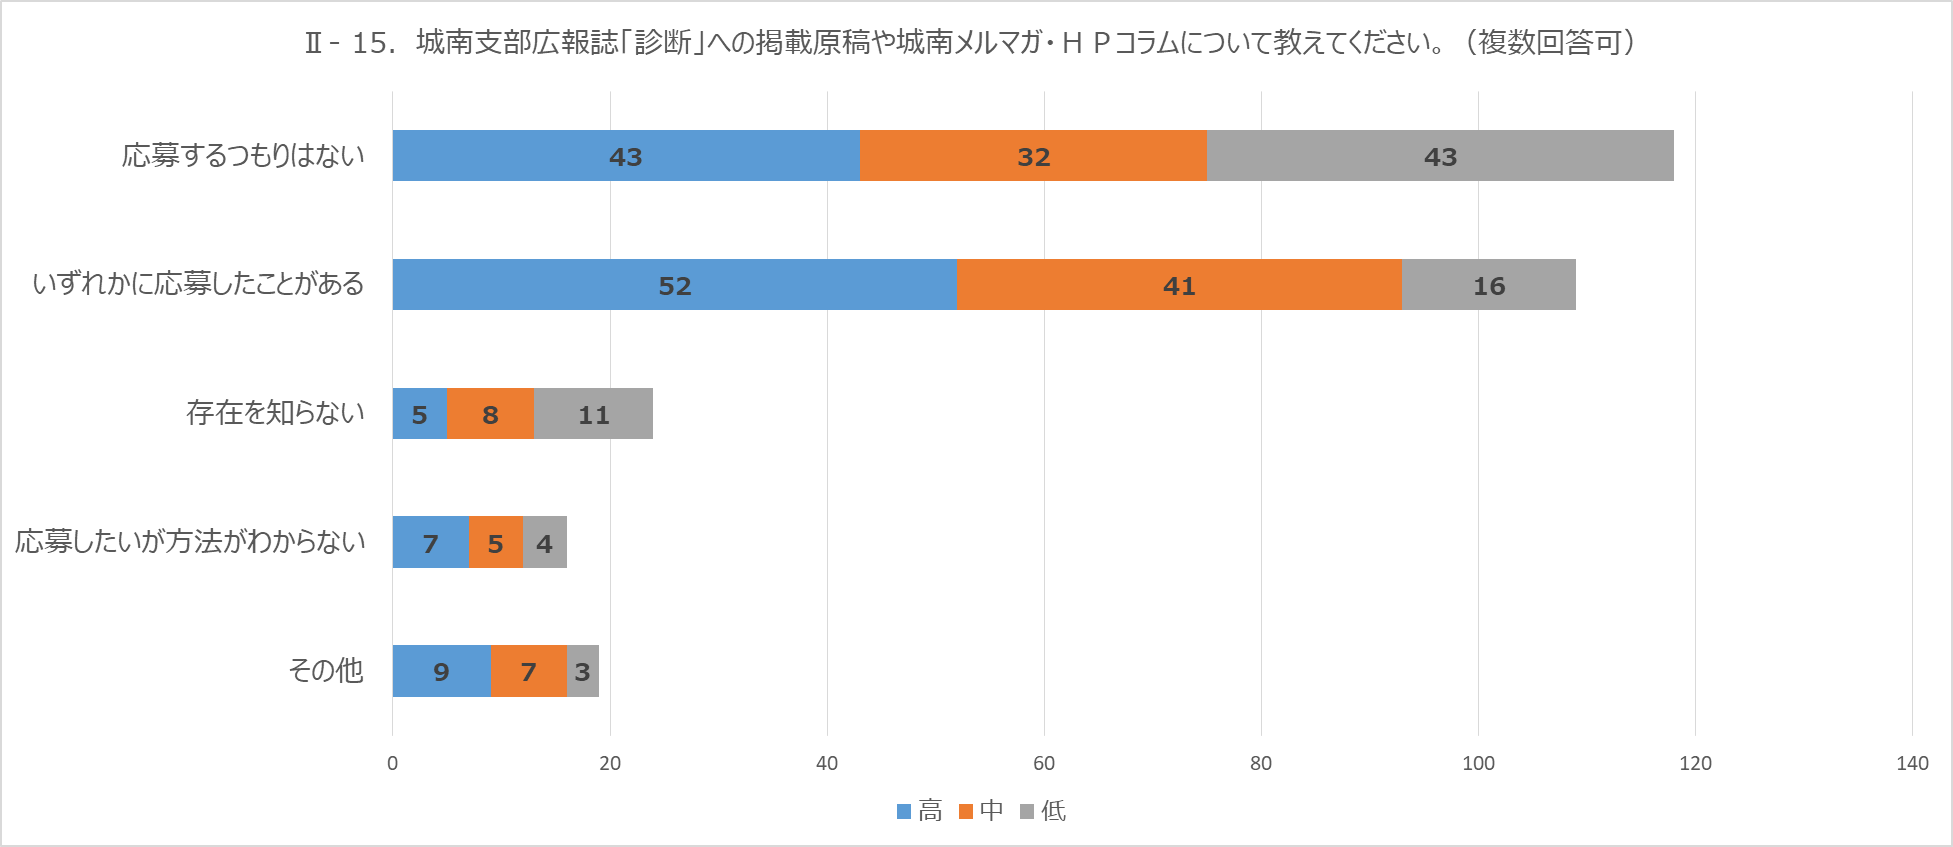 Ⅱ- 15. 城南支部広報誌「診断」への掲載原稿や城南メルマガ・ＨＰコラムについて教えてください。（複数回答可）
応募するつもりはない 43 32 43
いずれかに応募したことがある 52 41 16
存在を知らない 5 8 11
応募したいが方法がわからない 7 5 4
その他 9 7 3
0 20 40 60 80 100 120 140
高 中 低